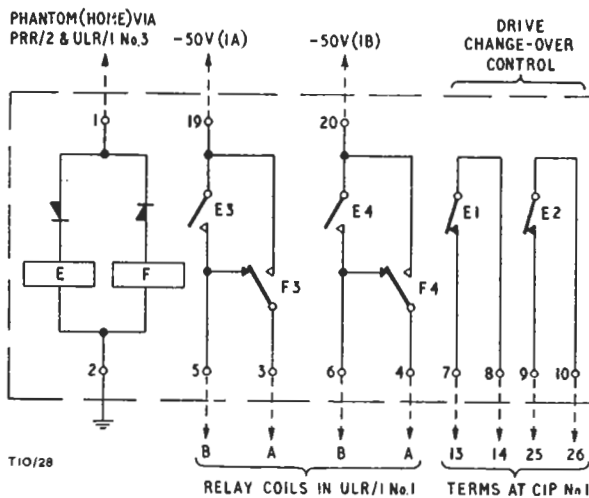 PHANTOM(HOME)VIA
PRR/2 & ULR/1 No.3
-50V(1A)
-50V(1B)
DRIVE
CHANGE-OVER
CONTROL
1
19
20
E3
E4
E1
E2
E
F
F3
F4
2
5
3
6
4
7
8
9
10
B
A
B
A
13
14
25
26
T10/28
RELAY COILS IN ULR/1 No.1
TERMS AT CIP No1